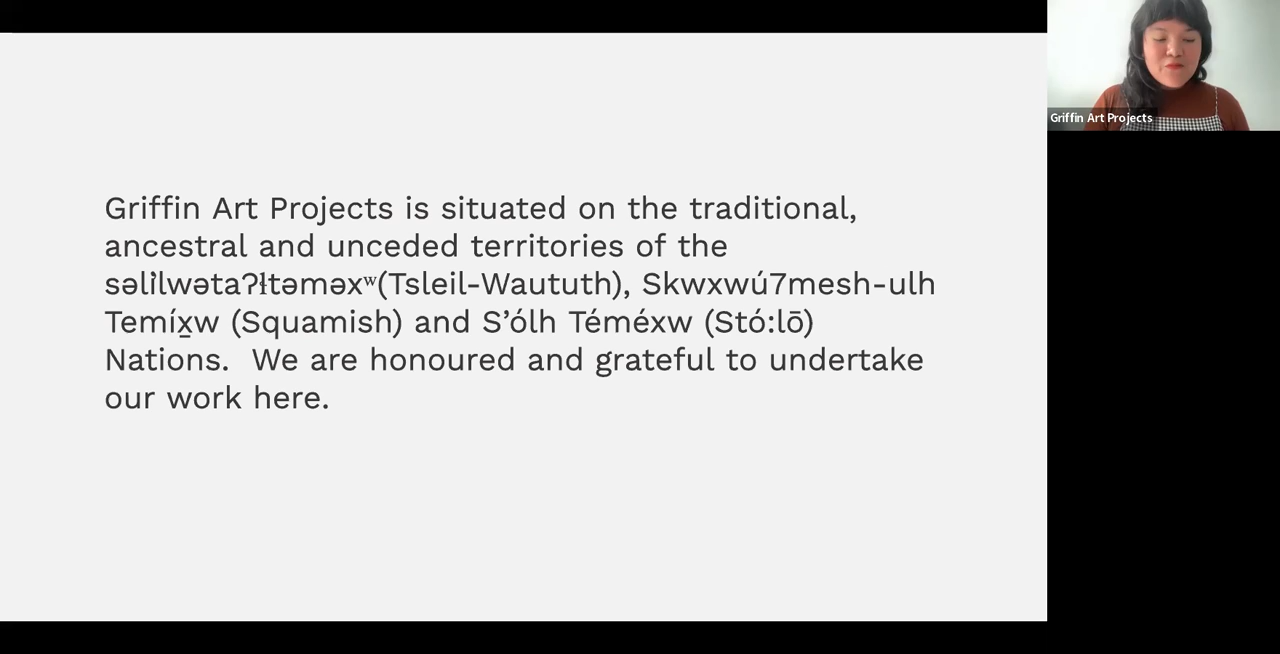 Griffin Art Projects is situated on the traditional,
ancestral and unceded territories of the
səl̓ilwətaʔɬtəməxʷ(Tsleil-Waututh), Skwxwú7mesh-ulh
Temíx̲w (Squamish) and S’ólh Téméxw (Stó:lō)
Nations.  We are honoured and grateful to undertake
our work here.
Griffin Art Projects